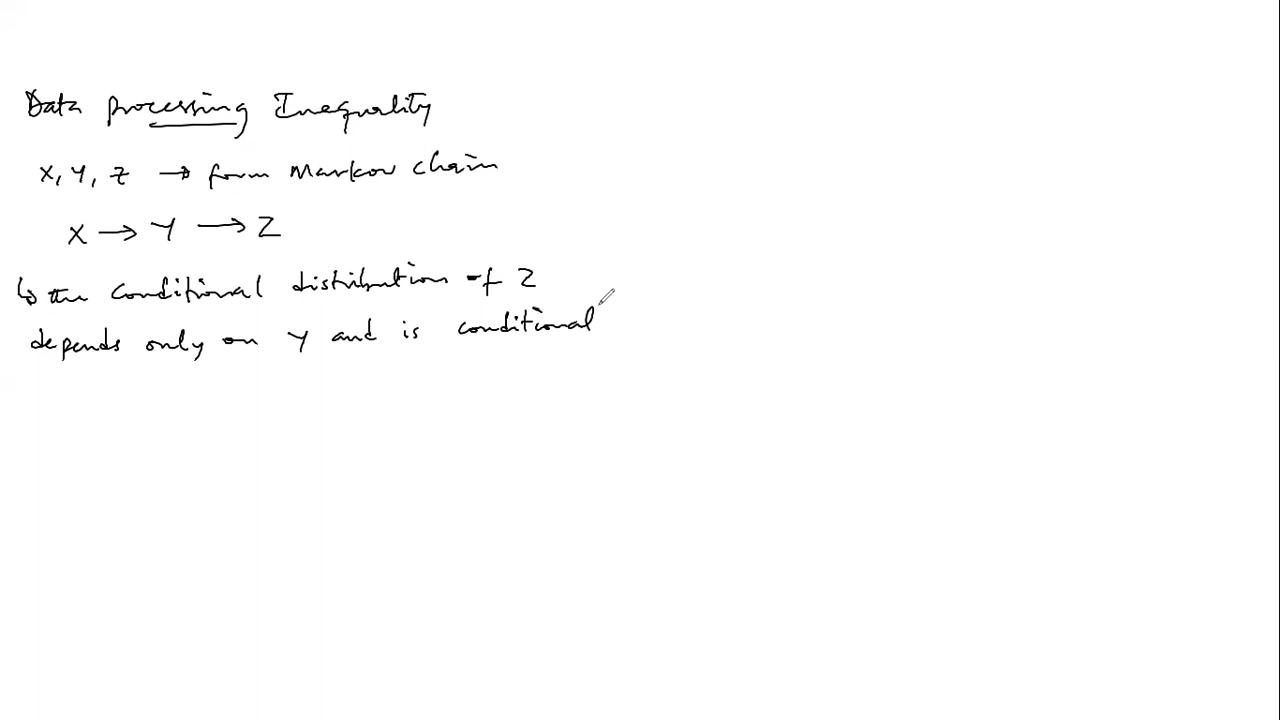 Data Processing Inequality
X, Y, Z → form Markov chain
X → Y → Z
↳ the conditional distribution of Z
depends only on Y and is conditional